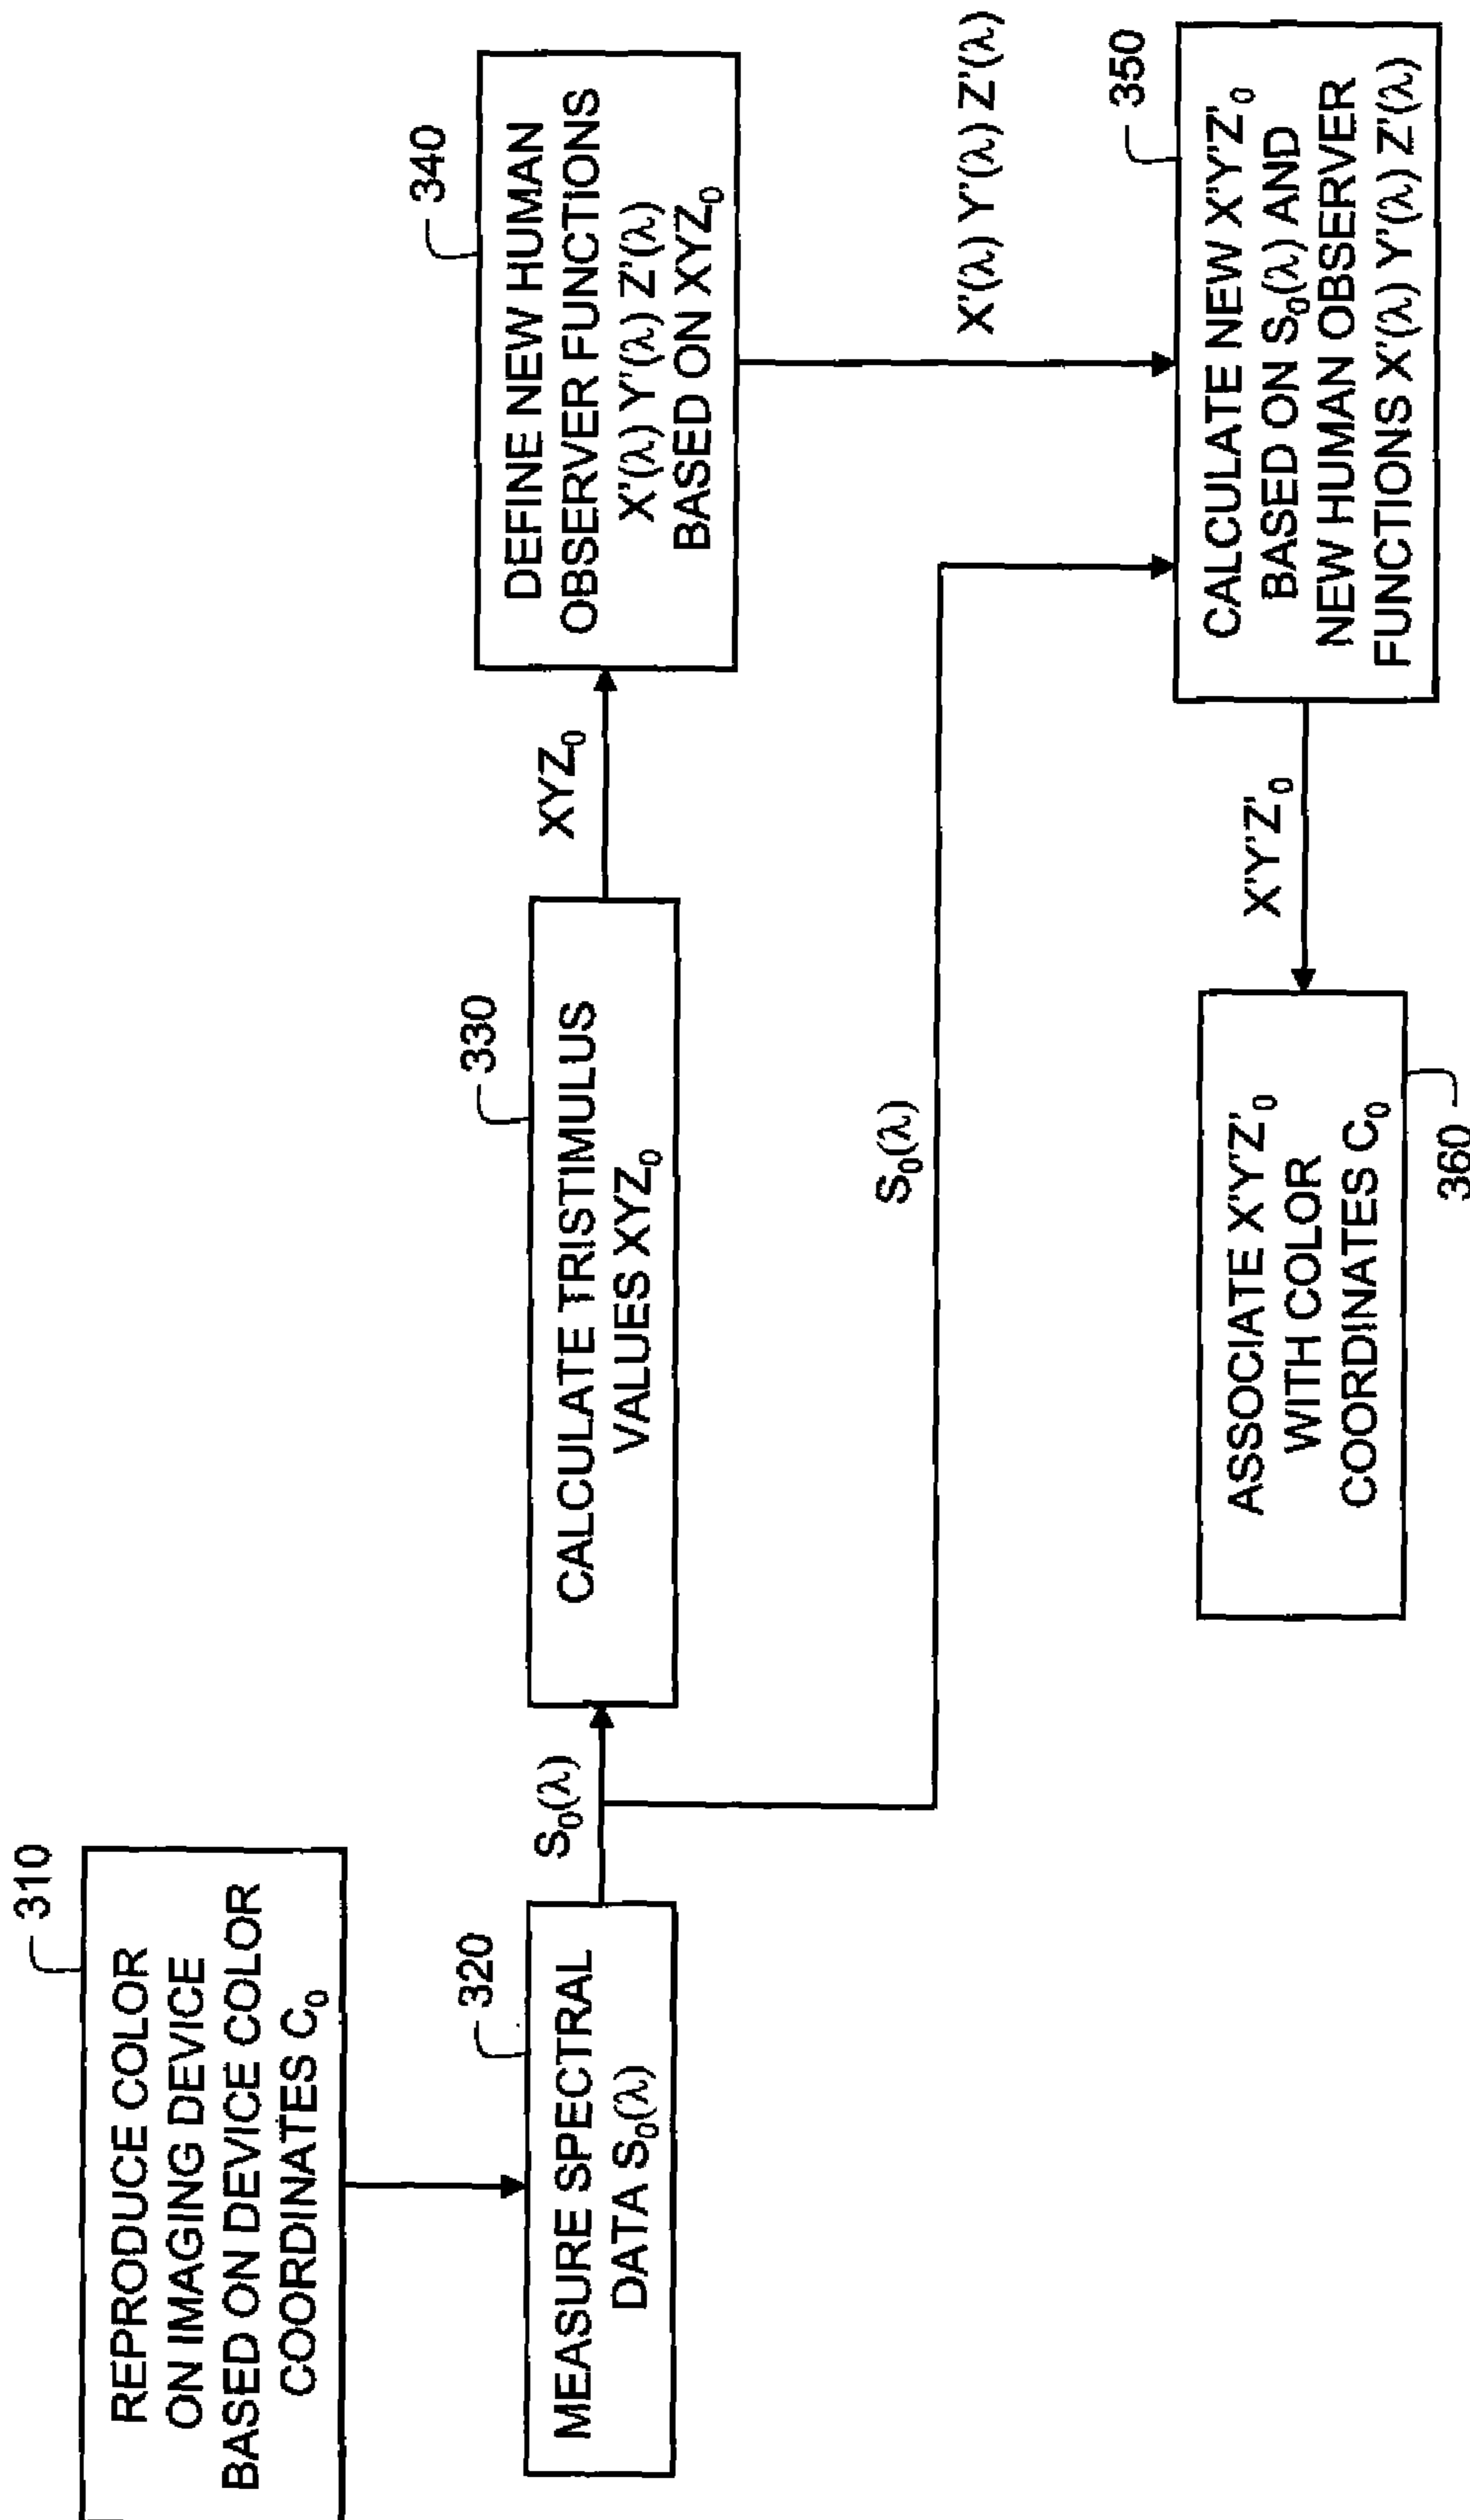 310
REPRODUCE COLOR
ON IMAGING DEVICE
BASED ON DEVICE COLOR
COORDINATES C₀
320
MEASURE SPECTRAL
DATA S₀(λ)
S₀(λ)
330
CALCULATE TRISTIMULUS
VALUES XYZ₀
XYZ₀
340
DEFINE NEW HUMAN
OBSERVER FUNCTIONS
X'(λ) Y'(λ) Z'(λ)
BASED ON XYZ₀
S₀(λ)
X'(λ) Y'(λ) Z'(λ)
350
CALCULATE NEW X'Y'Z'₀
BASED ON S₀(λ) AND
NEW HUMAN OBSERVER
FUNCTIONS X'(λ) Y'(λ) Z'(λ)
X'Y'Z'₀
ASSOCIATE X'Y'Z'₀
WITH COLOR
COORDINATES C₀
360